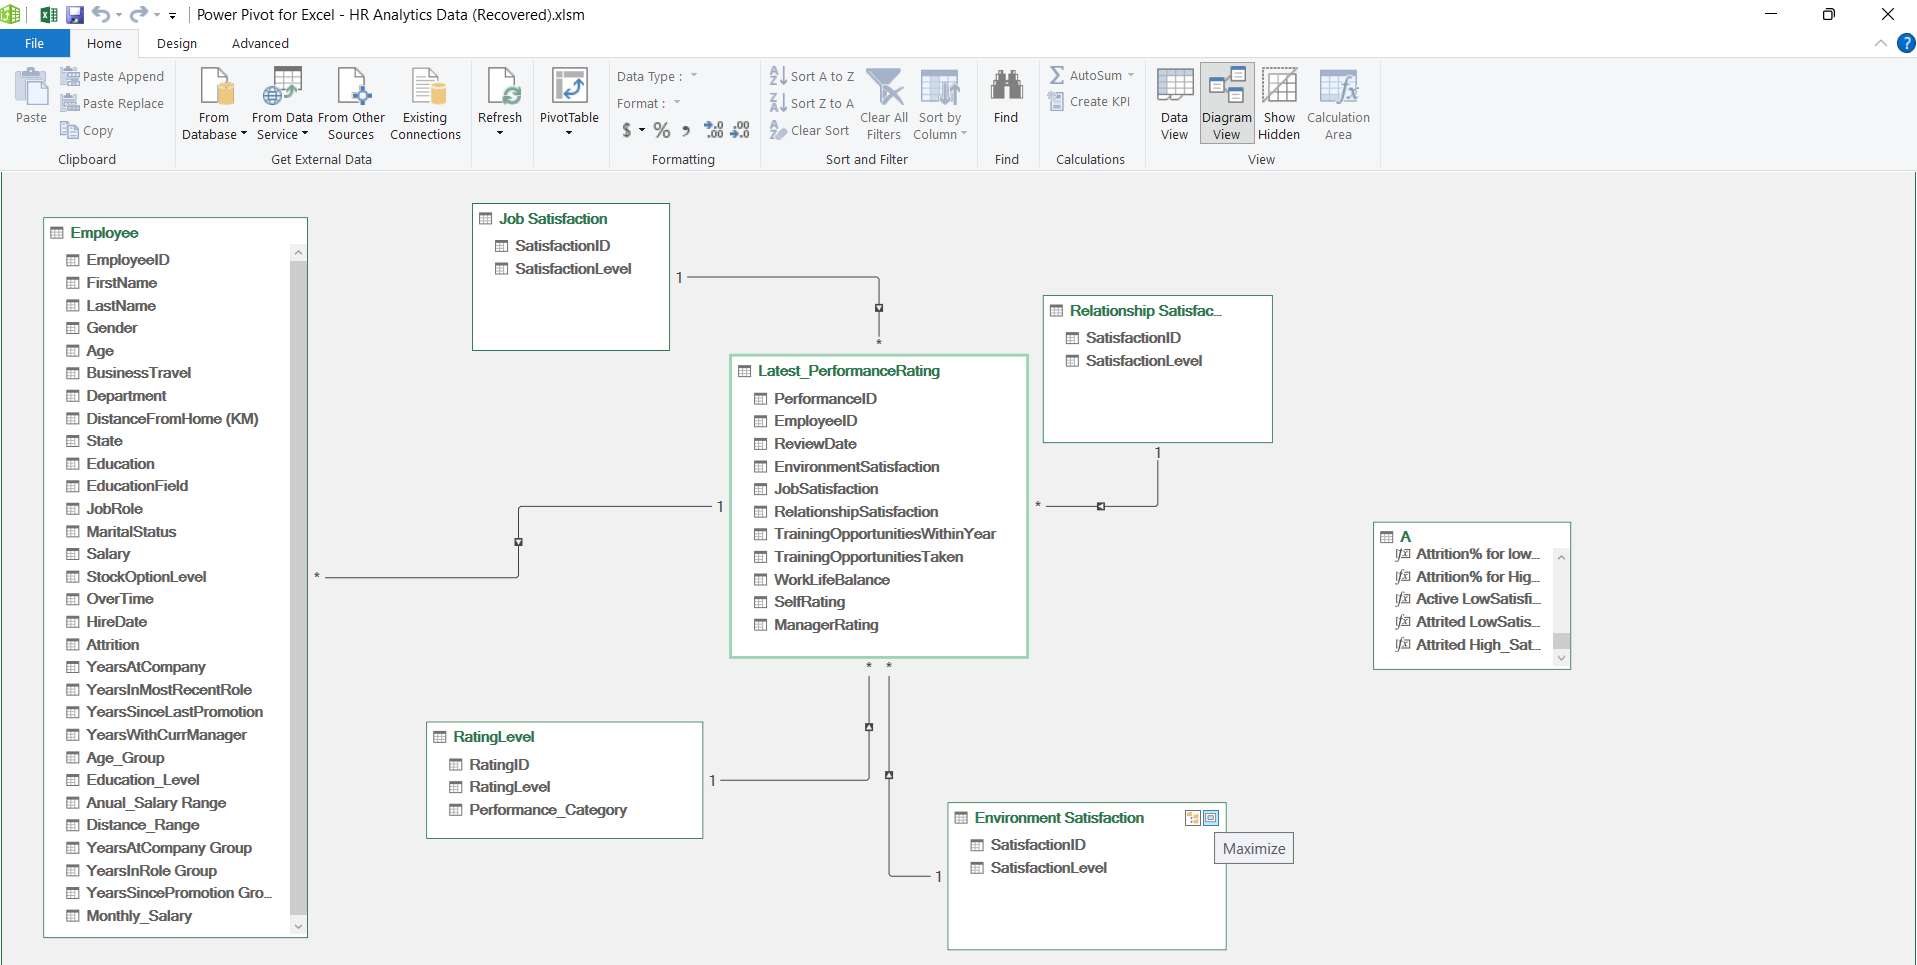 Power Pivot for Excel - HR Analytics Data (Recovered).xlsm
File
Home
Design
Advanced
?
Paste
Paste Append
Paste Replace
Copy
Clipboard
From Database
From Data Service
From Other Sources
Existing Connections
Get External Data
Refresh
PivotTable
Data Type :
Format :
$ % , .00 .00
Formatting
Sort A to Z
Sort Z to A
Clear Sort
Clear All Filters
Sort by Column
Sort and Filter
Find
Find
AutoSum
Create KPI
Calculations
Data View
Diagram View
Show Hidden
Calculation Area
View
Employee
EmployeeID
FirstName
LastName
Gender
Age
BusinessTravel
Department
DistanceFromHome (KM)
State
Education
EducationField
JobRole
MaritalStatus
Salary
StockOptionLevel
OverTime
HireDate
Attrition
YearsAtCompany
YearsInMostRecentRole
YearsSinceLastPromotion
YearsWithCurrManager
Age_Group
Education_Level
Anual_Salary Range
Distance_Range
YearsAtCompany Group
YearsInRole Group
YearsSincePromotion Gro...
Monthly_Salary
Job Satisfaction
SatisfactionID
SatisfactionLevel
1
*
Relationship Satisfac...
SatisfactionID
SatisfactionLevel
1
*
Latest_PerformanceRating
PerformanceID
EmployeeID
ReviewDate
EnvironmentSatisfaction
JobSatisfaction
RelationshipSatisfaction
TrainingOpportunitiesWithinYear
TrainingOpportunitiesTaken
WorkLifeBalance
SelfRating
ManagerRating
1
*
* *
A
Attrition% for low...
Attrition% for Hig...
Active LowSatisfi...
Attrited LowSatis...
Attrited High_Sat...
RatingLevel
RatingID
RatingLevel
Performance_Category
1
Environment Satisfaction
SatisfactionID
SatisfactionLevel
1
Maximize